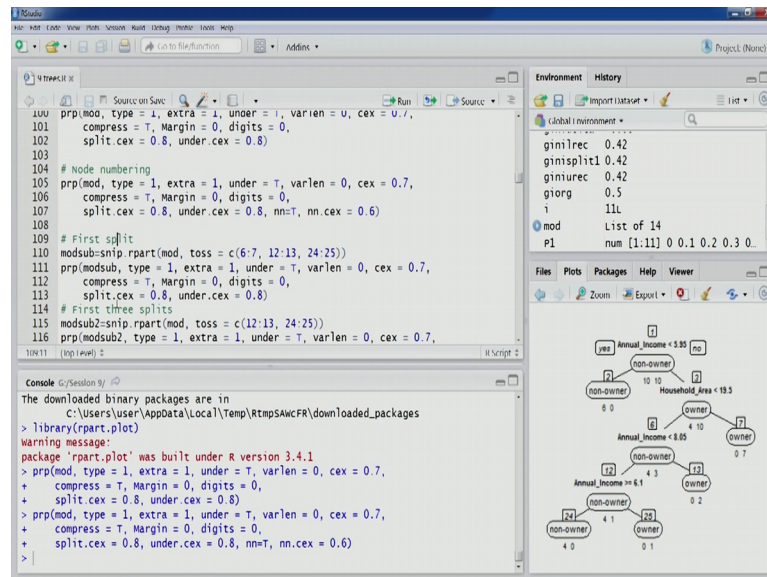 RStudio
File Edit Code View Plots Session Build Debug Profile Tools Help
Go to file/function
Addins
Project: (None)
9 trees.R
Source on Save
Run
Source
100 prp(mod, type = 1, extra = 1, under = T, varlen = 0, cex = 0.7,
101 compress = T, Margin = 0, digits = 0,
102 split.cex = 0.8, under.cex = 0.8)
103
104 # Node numbering
105 prp(mod, type = 1, extra = 1, under = T, varlen = 0, cex = 0.7,
106 compress = T, Margin = 0, digits = 0,
107 split.cex = 0.8, under.cex = 0.8, nn=T, nn.cex = 0.6)
108
109 # First split
110 modsub=snip.rpart(mod, toss = c(6:7, 12:13, 24:25))
111 prp(modsub, type = 1, extra = 1, under = T, varlen = 0, cex = 0.7,
112 compress = T, Margin = 0, digits = 0,
113 split.cex = 0.8, under.cex = 0.8)
114 # First three splits
115 modsub2=snip.rpart(mod, toss = c(12:13, 24:25))
116 prp(modsub2, type = 1, extra = 1, under = T, varlen = 0, cex = 0.7,
109:11 (Top Level)
R Script
Console G:/Session 9/
The downloaded binary packages are in
C:\Users\user\AppData\Local\Temp\RtmpSAWcFR\downloaded_packages
> library(rpart.plot)
Warning message:
package 'rpart.plot' was built under R version 3.4.1
> prp(mod, type = 1, extra = 1, under = T, varlen = 0, cex = 0.7,
+ compress = T, Margin = 0, digits = 0,
+ split.cex = 0.8, under.cex = 0.8)
> prp(mod, type = 1, extra = 1, under = T, varlen = 0, cex = 0.7,
+ compress = T, Margin = 0, digits = 0,
+ split.cex = 0.8, under.cex = 0.8, nn=T, nn.cex = 0.6)
>
Environment History
Import Dataset
List
Global Environment
ginilrec 0.42
ginisplit1 0.42
giniurec 0.42
giorg 0.5
i 11L
mod List of 14
P1 num [1:11] 0 0.1 0.2 0.3 0…
Files Plots Packages Help Viewer
Zoom Export
1
yes Annual_Income < 5.95 no
non-owner
2 10 10 3
non-owner Household_Area < 19.5
6 0 owner
6 4 10 7
Annual_Income < 8.05 owner
non-owner 0 7
12 4 3 13
Annual_Income >= 6.1 owner
non-owner 0 2
24 4 1 25
non-owner owner
4 0 0 1